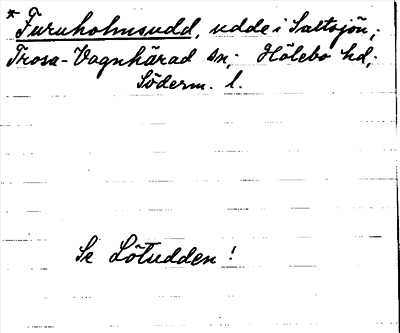 * Furuholmsudd, udde i Saltsjön;
Trosa-Vagnhärad sn; Hölebo hd;
Söderm. l.
Se Lötudden!